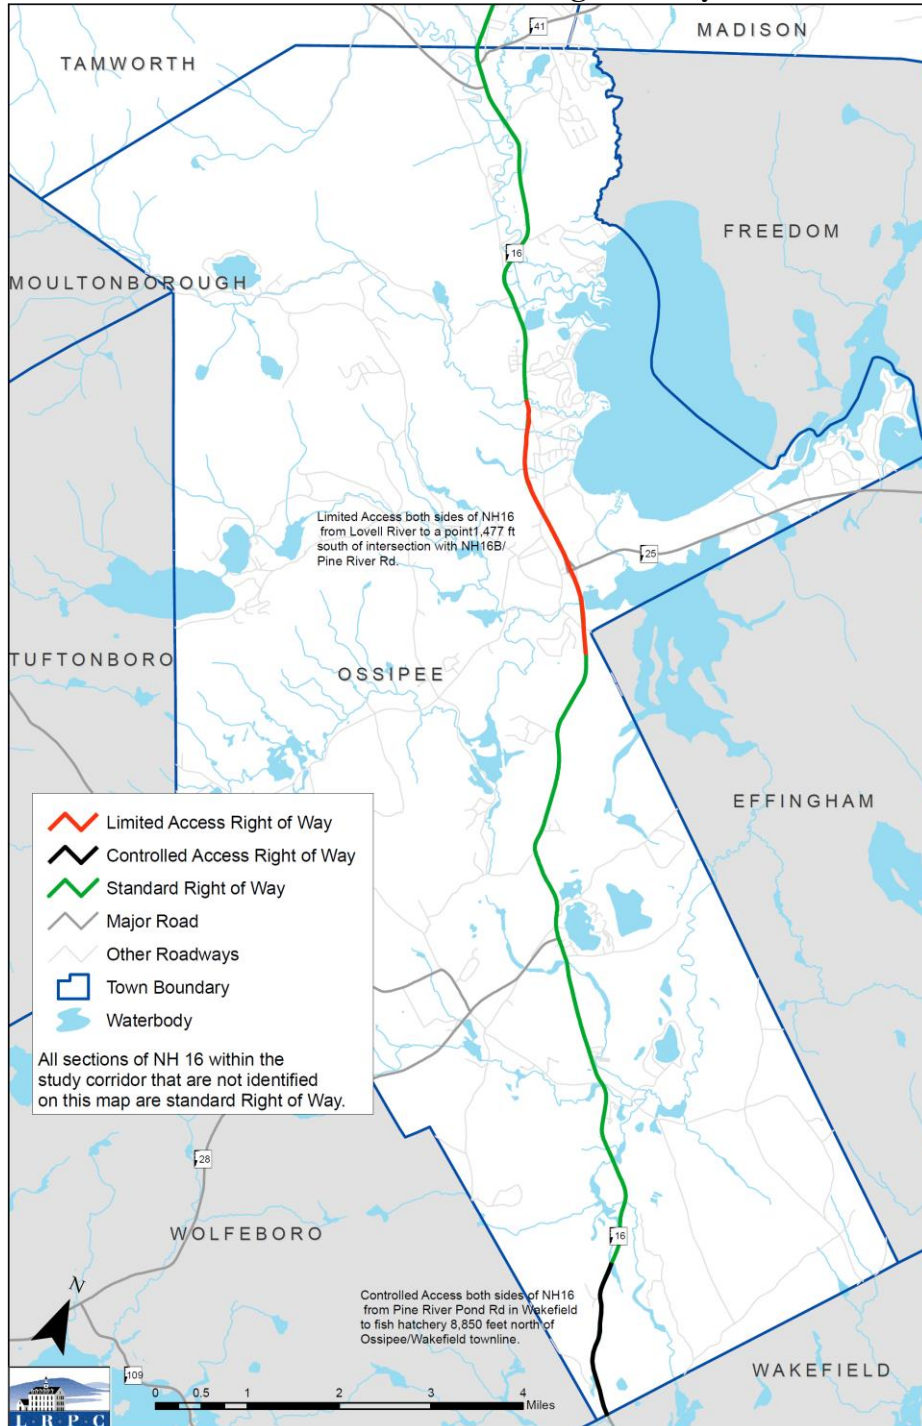 41
MADISON
TAMWORTH
FREEDOM
16
MOULTONBOROUGH
Limited Access both sides of NH16
from Lovell River to a point1,477 ft
south of intersection with NH16B/
Pine River Rd.
25
TUFTONBORO
OSSIPEE
EFFINGHAM
Limited Access Right of Way
Controlled Access Right of Way
Standard Right of Way
Major Road
Other Roadways
Town Boundary
Waterbody
All sections of NH 16 within the
study corridor that are not identified
on this map are standard Right of Way.
28
WOLFEBORO
16
N
Controlled Access both sides of NH16
from Pine River Pond Rd in Wakefield
to fish hatchery 8,850 feet north of
Ossipee/Wakefield townline.
WAKEFIELD
109
0 0.5 1 2 3 4
Miles
L·R·P·C